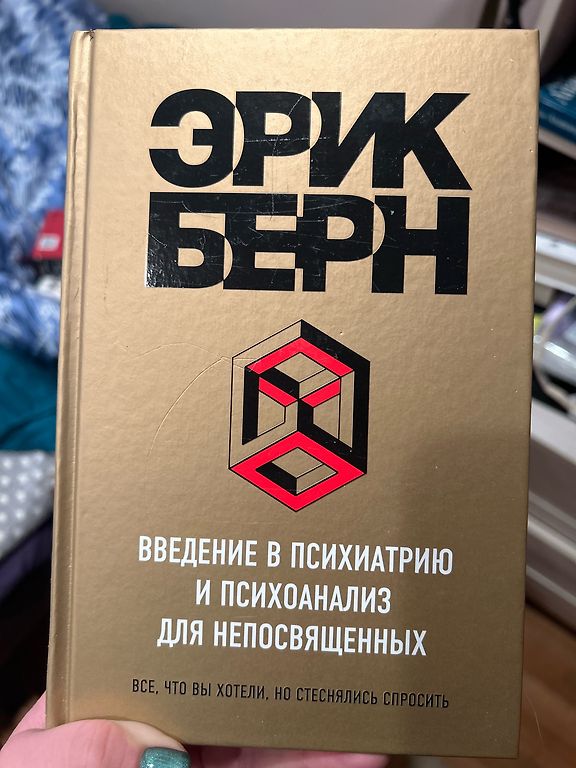 ЭРИК
БЕРН
ВВЕДЕНИЕ В ПСИХИАТРИЮ
И ПСИХОАНАЛИЗ
ДЛЯ НЕПОСВЯЩЕННЫХ
ВСЕ, ЧТО ВЫ ХОТЕЛИ, НО СТЕСНЯЛИСЬ СПРОСИТЬ